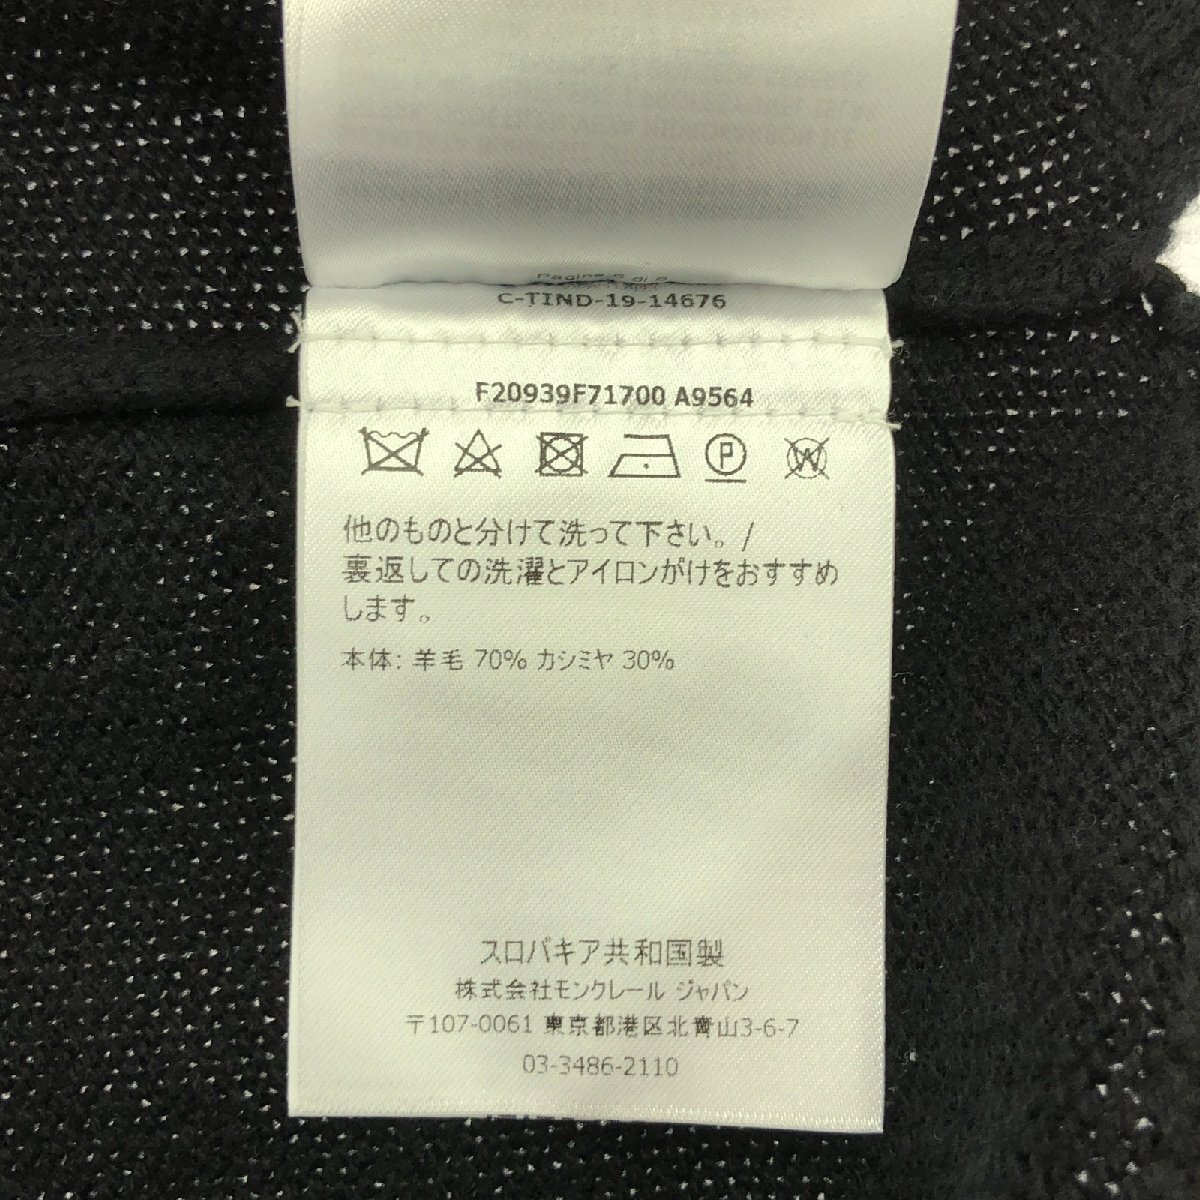 C-TIND-19-14676
F20939F71700 A9564
P
W
他のものと分けて洗って下さい。/
裏返しての洗濯とアイロンがけをおすすめ
します。
本体: 羊毛 70% カシミヤ 30%
スロバキア共和国製
株式会社モンクレール ジャパン
〒107-0061 東京都港区北青山3-6-7
03-3486-2110